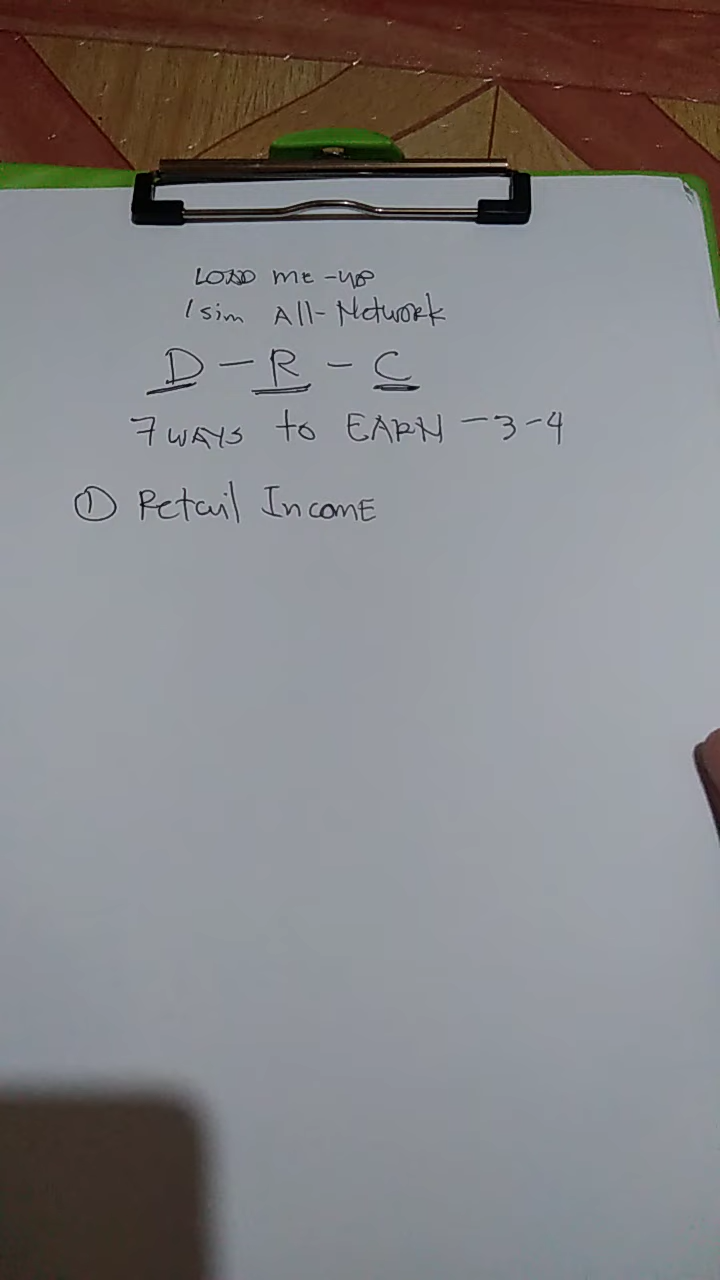 LOAD me-up
1 sim All-Network
D - R - C
7 WAYS to EARN - 3-4
① Retail Income